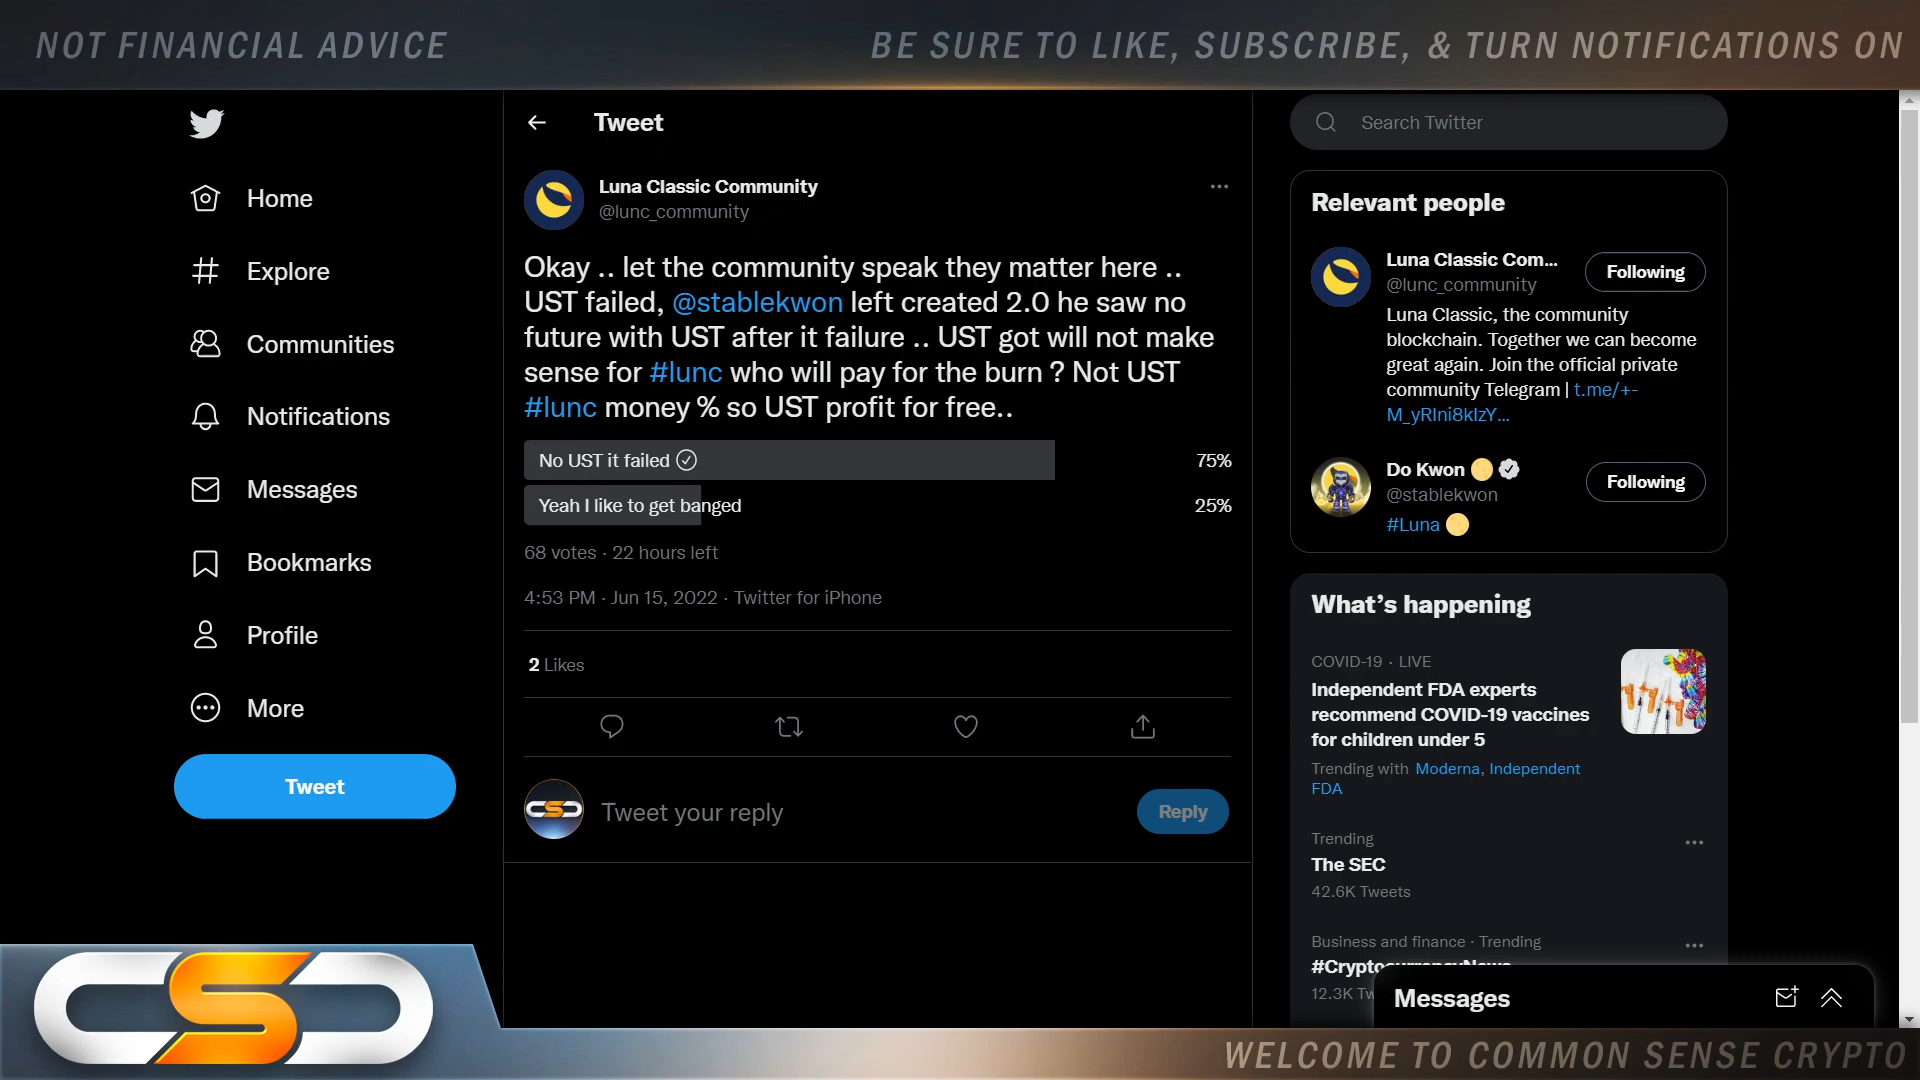 NOT FINANCIAL ADVICE
BE SURE TO LIKE, SUBSCRIBE, & TURN NOTIFICATIONS ON
Home
Explore
Communities
Notifications
Messages
Bookmarks
Profile
More
Tweet
Tweet
Luna Classic Community
@lunc_community
Okay .. let the community speak they matter here ..
UST failed, @stablekwon left created 2.0 he saw no
future with UST after it failure .. UST got will not make
sense for #lunc who will pay for the burn ? Not UST
#lunc money % so UST profit for free..
No UST it failed 75%
Yeah I like to get banged 25%
68 votes · 22 hours left
4:53 PM · Jun 15, 2022 · Twitter for iPhone
2 Likes
Tweet your reply
Reply
Search Twitter
Relevant people
Luna Classic Com...
@lunc_community
Following
Luna Classic, the community
blockchain. Together we can become
great again. Join the official private
community Telegram | t.me/+-
M_yRIni8kIzY...
Do Kwon
@stablekwon
Following
#Luna
What's happening
COVID-19 · LIVE
Independent FDA experts
recommend COVID-19 vaccines
for children under 5
Trending with Moderna, Independent
FDA
Trending
The SEC
42.6K Tweets
Business and finance · Trending
#CryptocurrencyNews
12.3K Tw
Messages
CSC
WELCOME TO COMMON SENSE CRYPTO